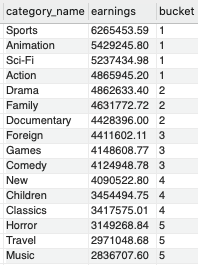 category_name earnings bucket
Sports 6265453.59 1
Animation 5429245.80 1
Sci-Fi 5237434.98 1
Action 4865945.20 1
Drama 4862633.40 2
Family 4631772.72 2
Documentary 4428396.00 2
Foreign 4411602.11 3
Games 4148608.77 3
Comedy 4124948.78 3
New 4090522.80 4
Children 3454494.75 4
Classics 3417575.01 4
Horror 3149268.84 5
Travel 2971048.68 5
Music 2836707.60 5